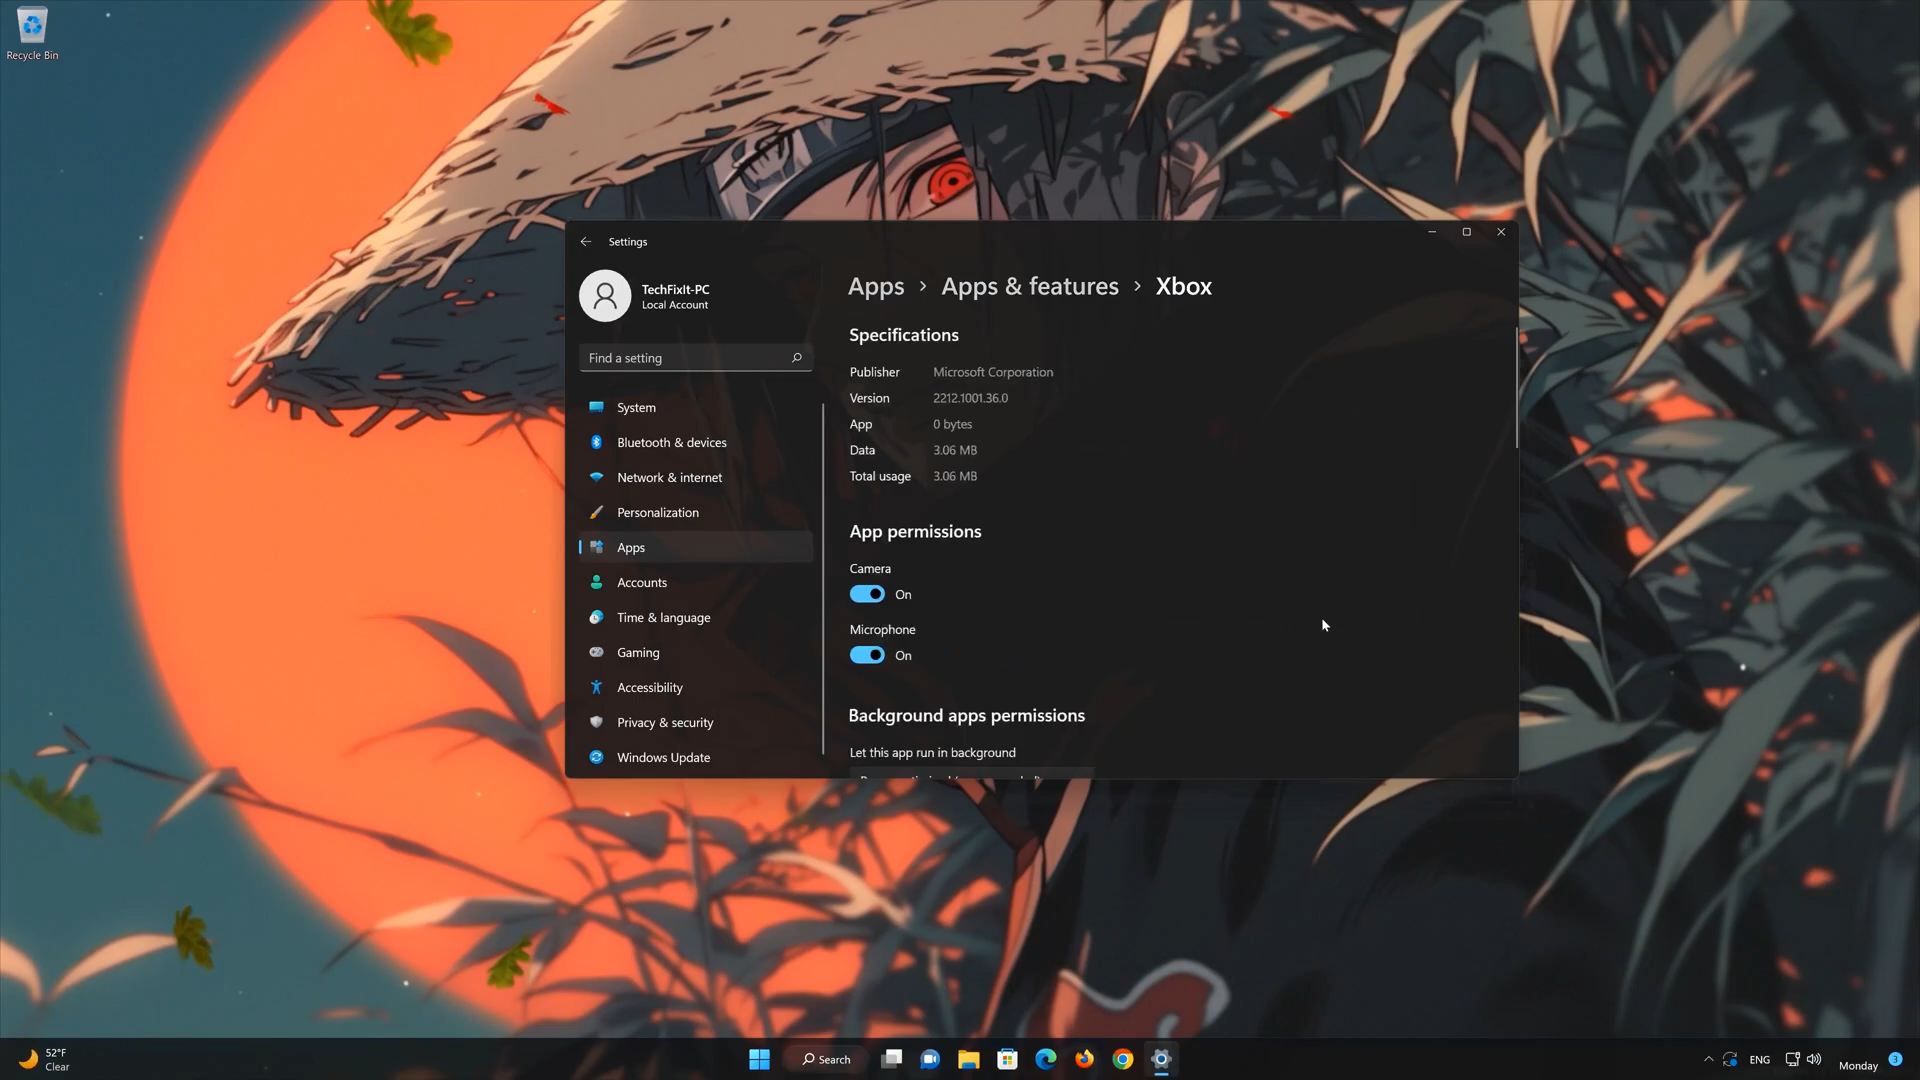 Recycle Bin
Settings
TechFixIt-PC
Local Account
Find a setting
System
Bluetooth & devices
Network & internet
Personalization
Apps
Accounts
Time & language
Gaming
Accessibility
Privacy & security
Windows Update
Apps › Apps & features › Xbox
Specifications
Publisher Microsoft Corporation
Version 2212.1001.36.0
App 0 bytes
Data 3.06 MB
Total usage 3.06 MB
App permissions
Camera
On
Microphone
On
Background apps permissions
Let this app run in background
52°F
Clear
Search
ENG
Monday
3